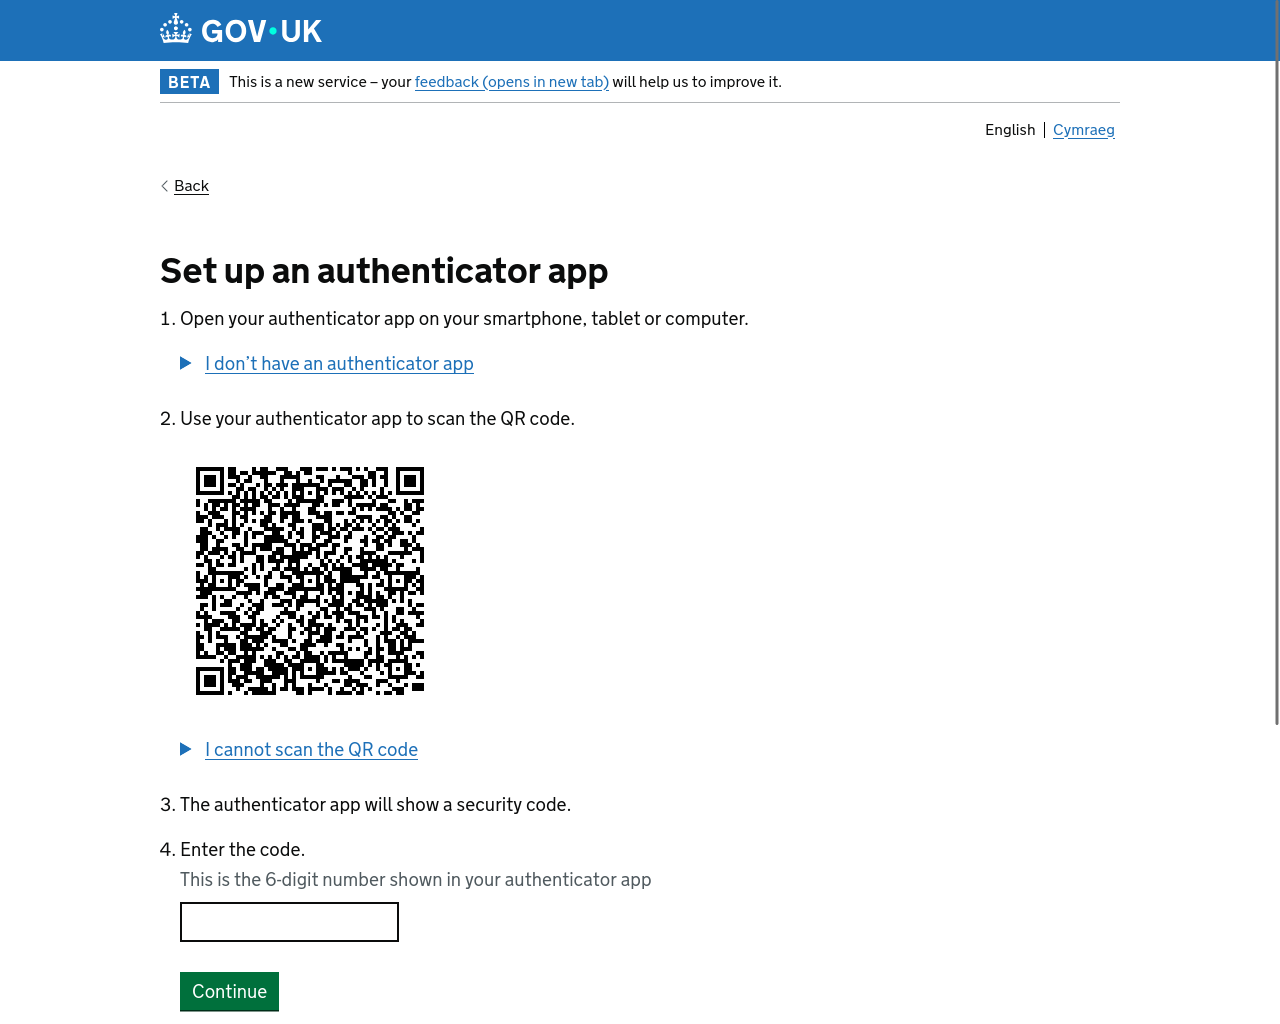 GOV·UK
BETA This is a new service – your feedback (opens in new tab) will help us to improve it.
English Cymraeg
Back
Set up an authenticator app
1. Open your authenticator app on your smartphone, tablet or computer.
I don’t have an authenticator app
2. Use your authenticator app to scan the QR code.
I cannot scan the QR code
3. The authenticator app will show a security code.
4. Enter the code.
This is the 6-digit number shown in your authenticator app
Continue